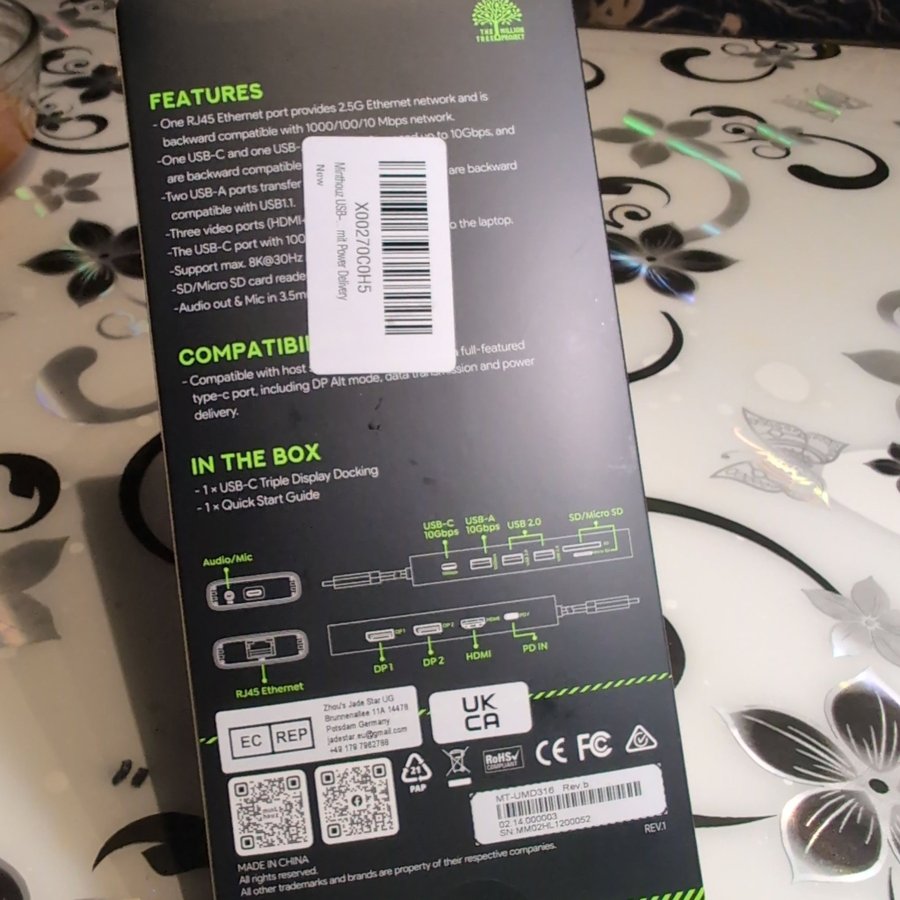 THE MILLION
TREE PROJECT
FEATURES
- One RJ45 Ethernet port provides 2.5G Ethernet network and is
backward compatible with 1000/100/10 Mbps network.
-One USB-C and one USB- up to 10Gbps, and
are backward compatible
-Two USB-A ports transfer are backward
compatible with USB1.1.
-Three video ports (HDMI+ to the laptop.
-The USB-C port with 100
-Support max. 8K@30Hz
-SD/Micro SD card reade
-Audio out & Mic in 3.5m
X00270C0H5
Minthouz USB-... mit Power Delivery
New
COMPATIBI
- Compatible with host full-featured
type-c port, including DP Alt mode, data transmission and power
delivery.
IN THE BOX
- 1 × USB-C Triple Display Docking
- 1 × Quick Start Guide
USB-C
10Gbps
USB-A
10Gbps
USB 2.0
SD/Micro SD
Audio/Mic
DP1
DP2
HDMI
DP 1
DP 2
HDMI
PD IN
RJ45 Ethernet
EC REP
Zhou's Jade Star UG
Brunnenallee 11A 14478
Potsdam Germany
jadestar.eu@gmail.com
+49 179 7962788
UK
CA
21
PAP
RoHS
COMPLIANT
CE FC
MT-UMD316 Rev.b
02.14.000003
SN:MM02HL1200052
REV.1
MADE IN CHINA
All rights reserved.
All other trademarks and brands are property of their respective companies.